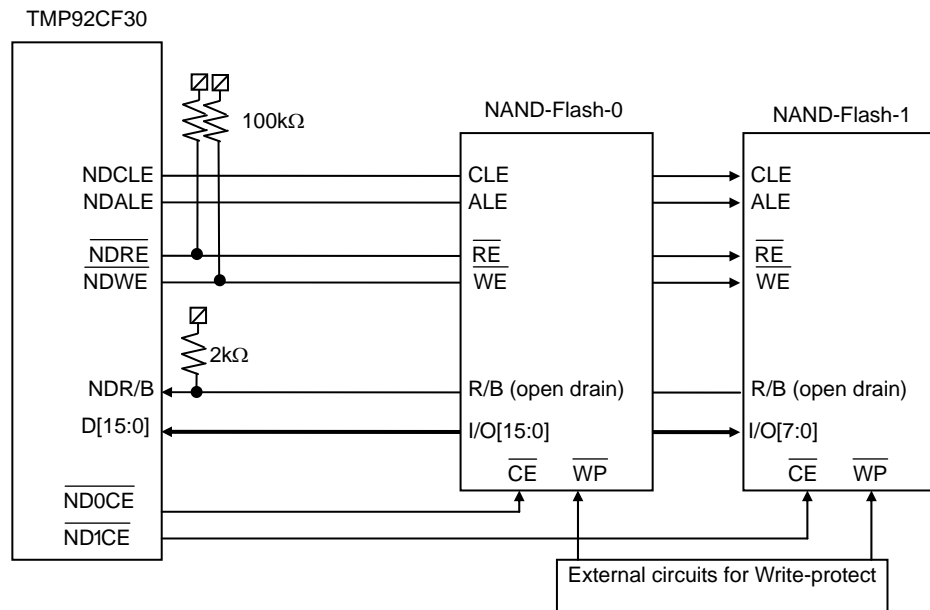 TMP92CF30
NAND-Flash-0
NAND-Flash-1
100kΩ
NDCLE
CLE
CLE
NDALE
ALE
ALE
NDRE
RE
RE
NDWE
WE
WE
2kΩ
NDR/B
R/B (open drain)
R/B (open drain)
D[15:0]
I/O[15:0]
I/O[7:0]
CE
WP
CE
WP
ND0CE
ND1CE
External circuits for Write-protect